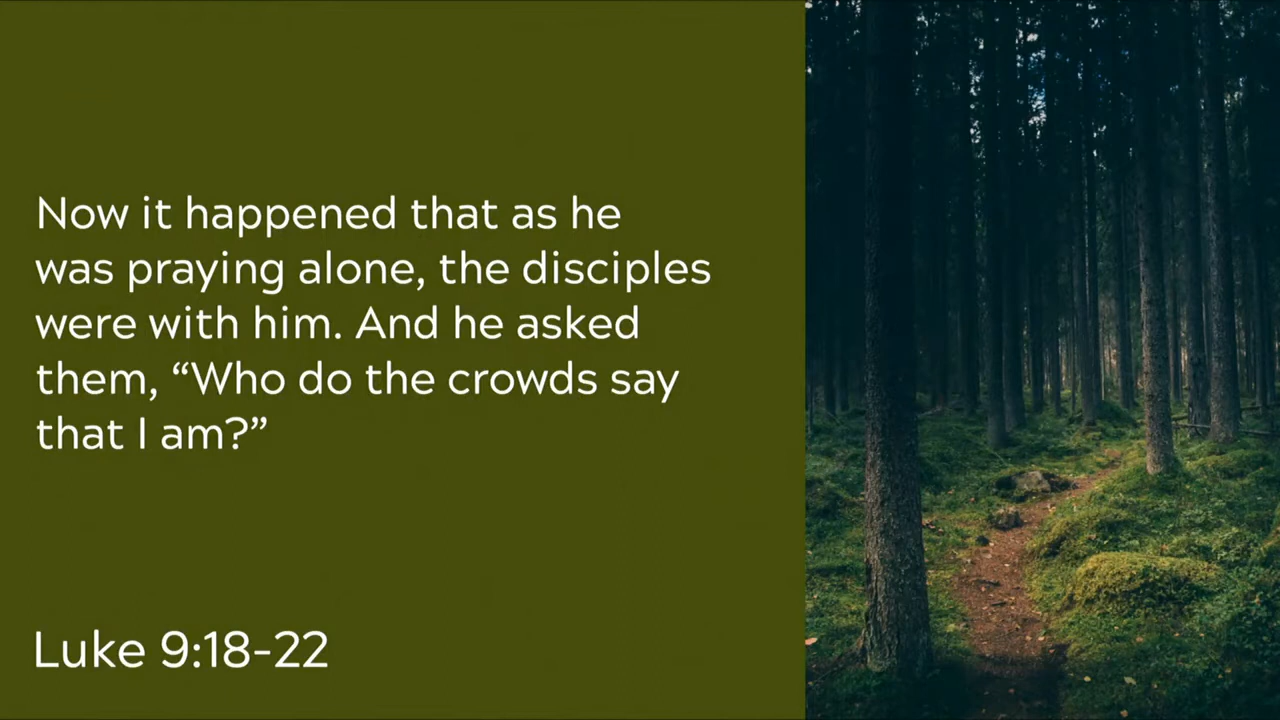 Now it happened that as he
was praying alone, the disciples
were with him. And he asked
them, “Who do the crowds say
that I am?”
Luke 9:18-22